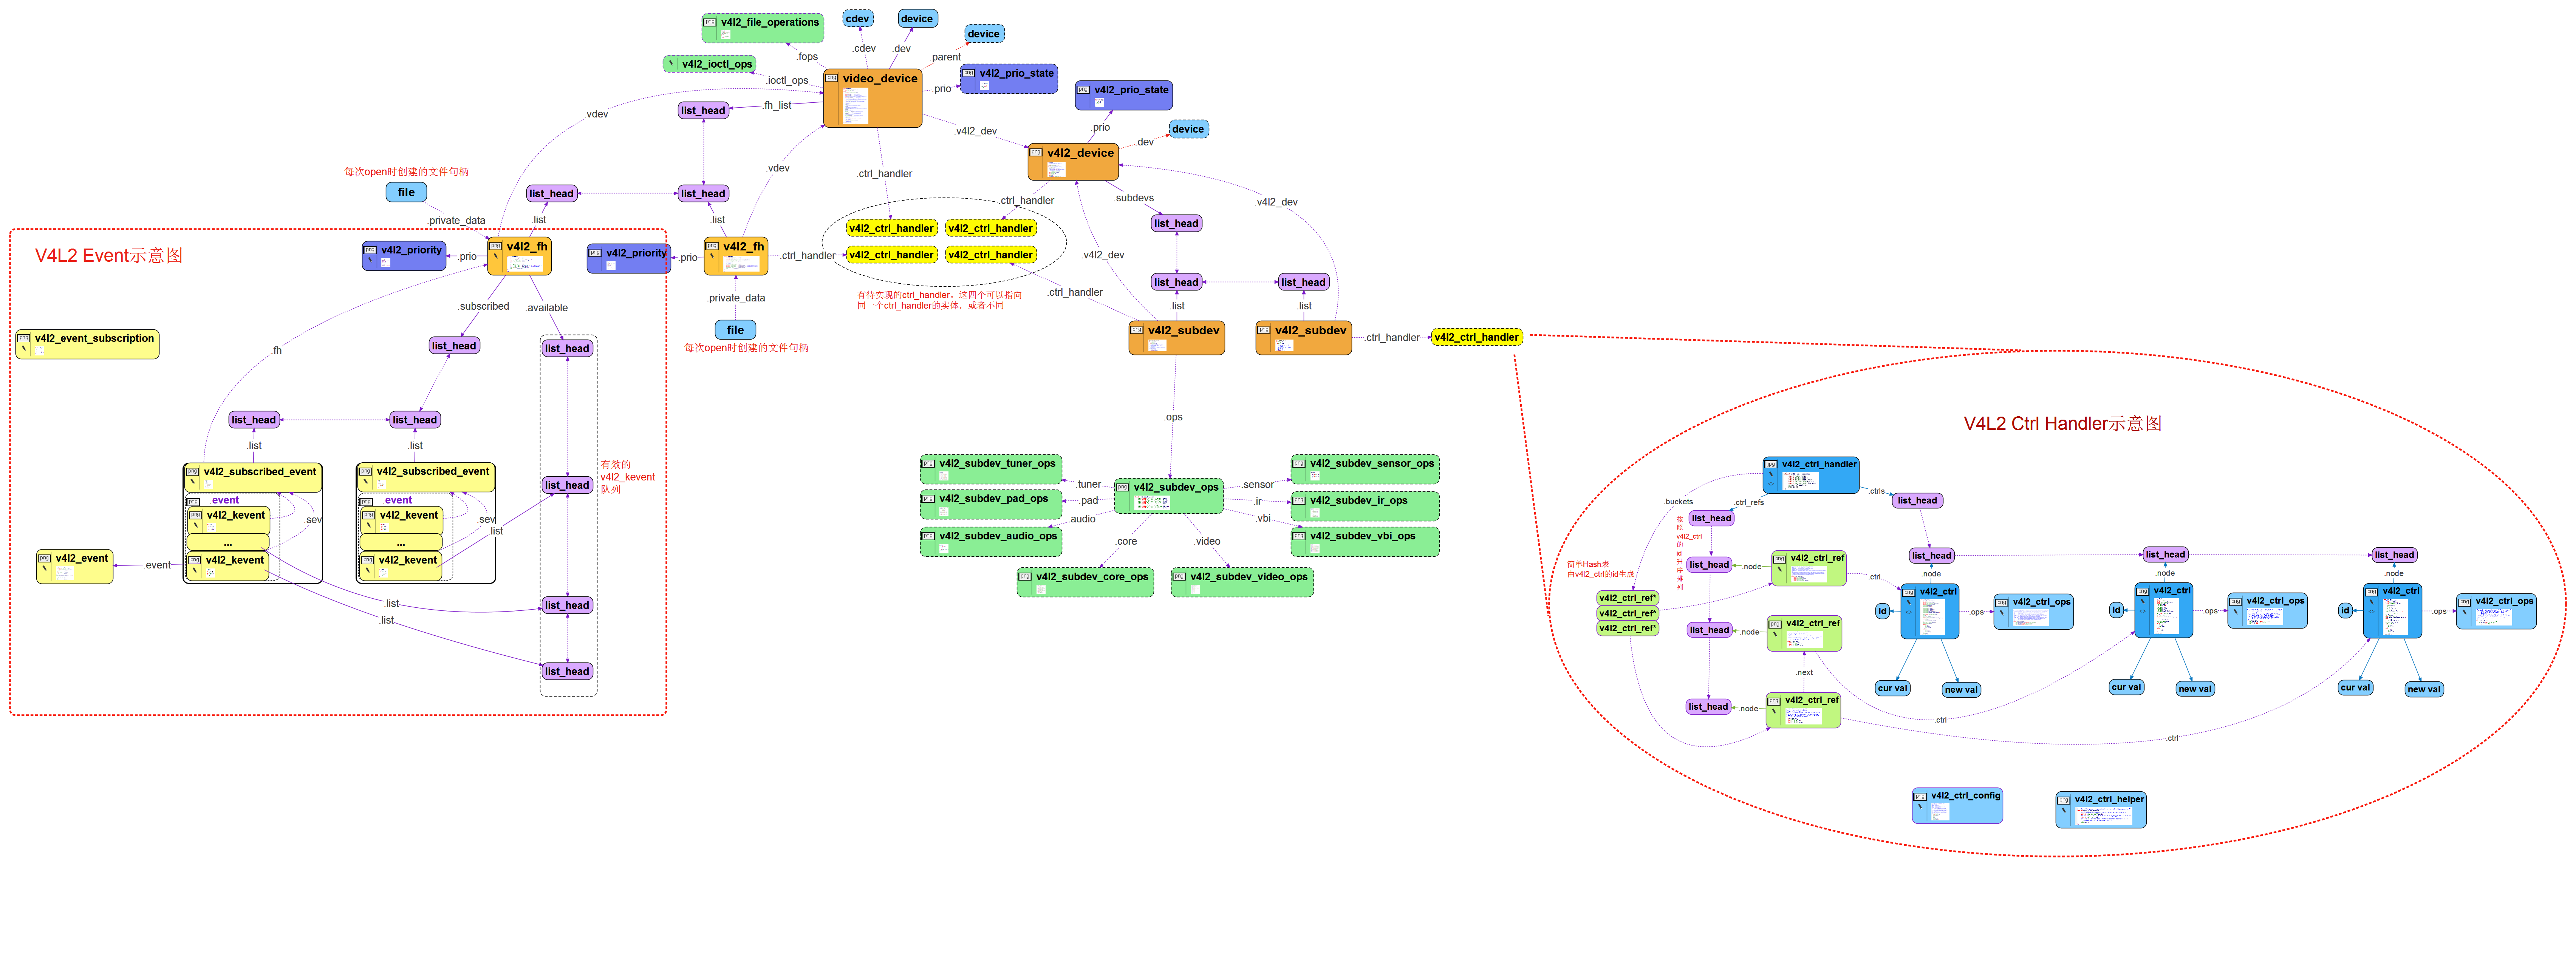 v4l2_file_operations
cdev
device
device
.cdev
.dev
.fops
.parent
v4l2_ioctl_ops
.ioctl_ops
video_device
v4l2_prio_state
.prio
v4l2_prio_state
.vdev
list_head
.fh_list
.v4l2_dev
.prio
device
.dev
v4l2_device
每次open时创建的文件句柄
file
.vdev
.ctrl_handler
list_head
list_head
.private_data
.list
.list
.ctrl_handler
.subdevs
.v4l2_dev
list_head
v4l2_ctrl_handler
v4l2_ctrl_handler
v4l2_ctrl_handler
v4l2_ctrl_handler
V4L2 Event示意图
v4l2_priority
.prio
v4l2_fh
v4l2_priority
.prio
v4l2_fh
.ctrl_handler
.v4l2_dev
list_head
list_head
.private_data
有待实现的ctrl_handler，这四个可以指向
同一个ctrl_handler的实体，或者不同
.ctrl_handler
.list
.list
.subscribed
.available
file
每次open时创建的文件句柄
v4l2_subdev
v4l2_subdev
.ctrl_handler
v4l2_ctrl_handler
v4l2_event_subscription
.fh
list_head
list_head
list_head
list_head
.list
.list
.ops
v4l2_subscribed_event
v4l2_subscribed_event
有效的
v4l2_kevent
队列
list_head
.event
.event
v4l2_kevent
v4l2_kevent
.sev
.sev
.list
...
...
v4l2_kevent
v4l2_kevent
v4l2_event
.event
.list
.list
list_head
list_head
v4l2_subdev_tuner_ops
v4l2_subdev_pad_ops
v4l2_subdev_audio_ops
.tuner
.pad
.audio
v4l2_subdev_ops
.sensor
.ir
.vbi
v4l2_subdev_sensor_ops
v4l2_subdev_ir_ops
v4l2_subdev_vbi_ops
.core
.video
v4l2_subdev_core_ops
v4l2_subdev_video_ops
V4L2 Ctrl Handler示意图
v4l2_ctrl_handler
.buckets
.ctrl_refs
.ctrls
list_head
list_head
按
照
v4l2_ctrl
的
id
升
序
排
列
简单Hash表
由v4l2_ctrl的id生成
list_head
.node
v4l2_ctrl_ref
.ctrl
list_head
list_head
list_head
.node
.node
.node
v4l2_ctrl_ref*
v4l2_ctrl_ref*
v4l2_ctrl_ref*
id
v4l2_ctrl
.ops
v4l2_ctrl_ops
id
v4l2_ctrl
.ops
v4l2_ctrl_ops
id
v4l2_ctrl
.ops
v4l2_ctrl_ops
list_head
.node
v4l2_ctrl_ref
.next
cur val
new val
cur val
new val
cur val
new val
list_head
.node
v4l2_ctrl_ref
.ctrl
.ctrl
v4l2_ctrl_config
v4l2_ctrl_helper